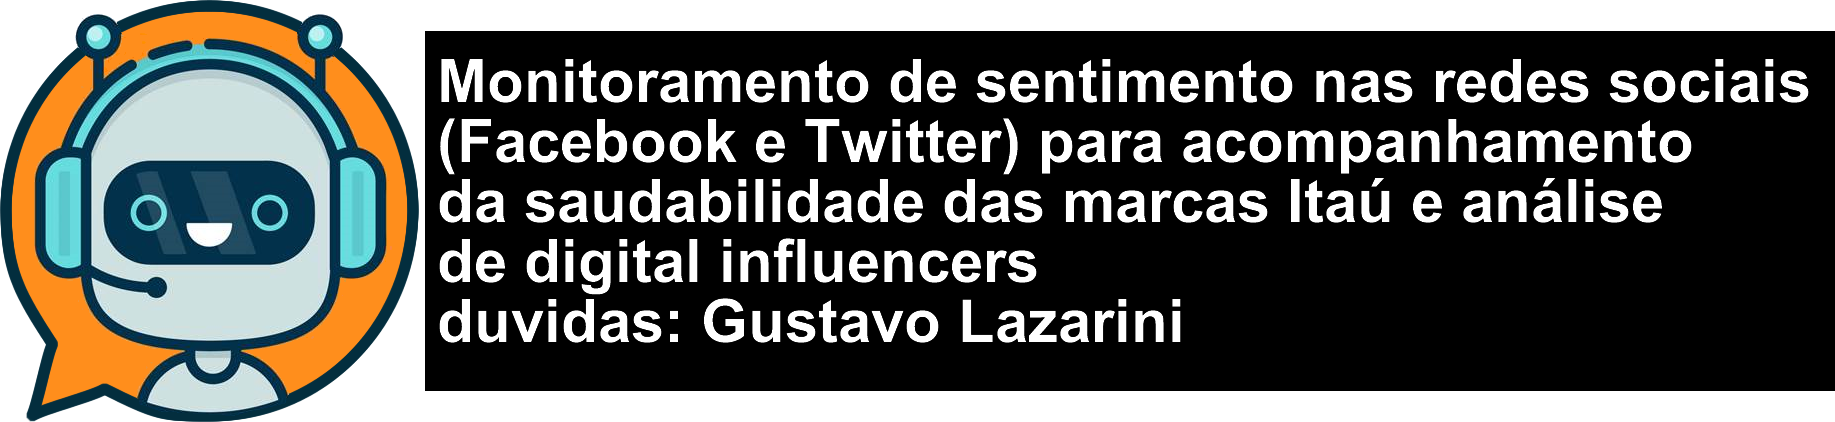 Monitoramento de sentimento nas redes sociais
(Facebook e Twitter) para acompanhamento
da saudabilidade das marcas Itaú e análise
de digital influencers
duvidas: Gustavo Lazarini